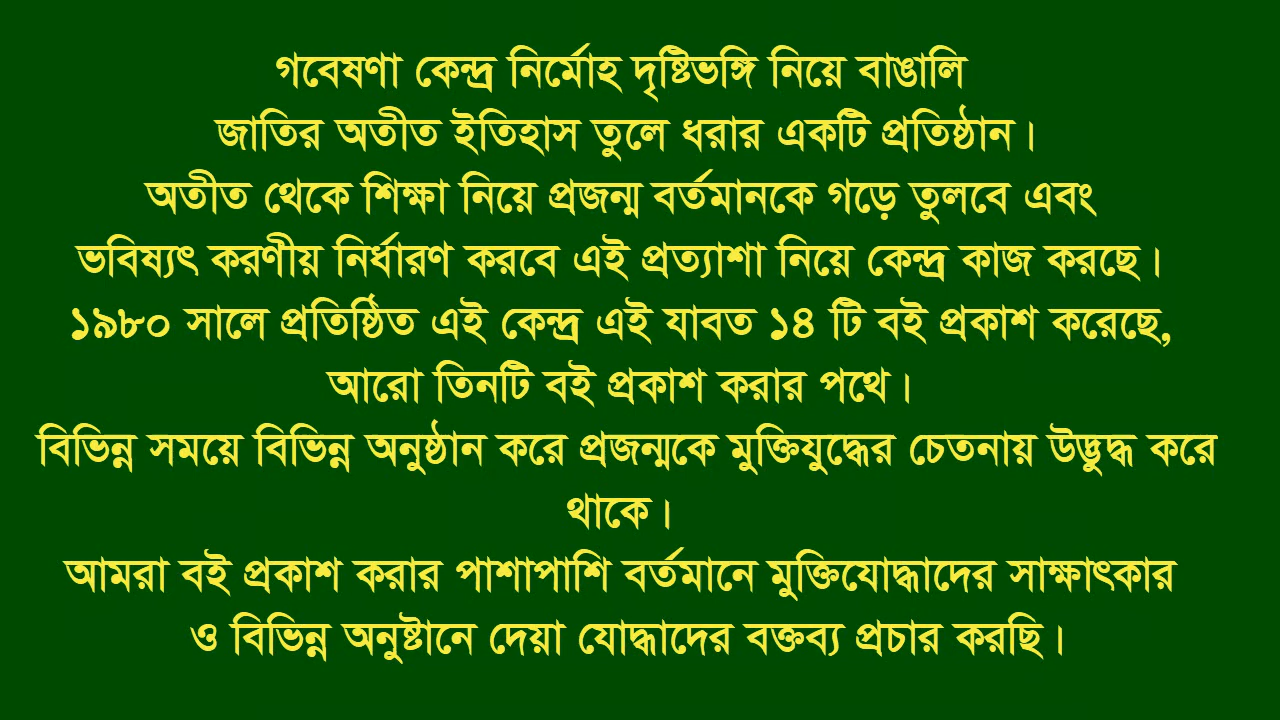 গবেষণা কেন্দ্র নির্মোহ দৃষ্টিভঙ্গি নিয়ে বাঙালি
জাতির অতীত ইতিহাস তুলে ধরার একটি প্রতিষ্ঠান।
অতীত থেকে শিক্ষা নিয়ে প্রজন্ম বর্তমানকে গড়ে তুলবে এবং
ভবিষ্যৎ করণীয় নির্ধারণ করবে এই প্রত্যাশা নিয়ে কেন্দ্র কাজ করছে।
১৯৮০ সালে প্রতিষ্ঠিত এই কেন্দ্র এই যাবত ১৪ টি বই প্রকাশ করেছে,
আরো তিনটি বই প্রকাশ করার পথে।
বিভিন্ন সময়ে বিভিন্ন অনুষ্ঠান করে প্রজন্মকে মুক্তিযুদ্ধের চেতনায় উদ্ভুদ্ধ করে
থাকে।
আমরা বই প্রকাশ করার পাশাপাশি বর্তমানে মুক্তিযোদ্ধাদের সাক্ষাৎকার
ও বিভিন্ন অনুষ্টানে দেয়া যোদ্ধাদের বক্তব্য প্রচার করছি।